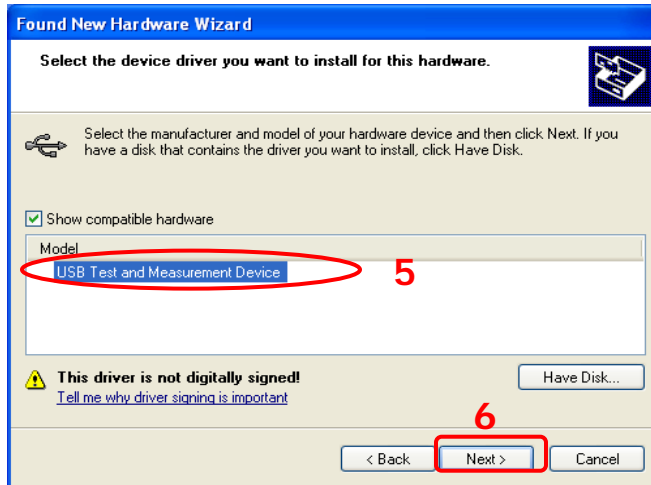 Found New Hardware Wizard
Select the device driver you want to install for this hardware.
Select the manufacturer and model of your hardware device and then click Next. If you
have a disk that contains the driver you want to install, click Have Disk.
Show compatible hardware
Model
USB Test and Measurement Device
5
This driver is not digitally signed!
Have Disk...
Tell me why driver signing is important
6
< Back
Next >
Cancel